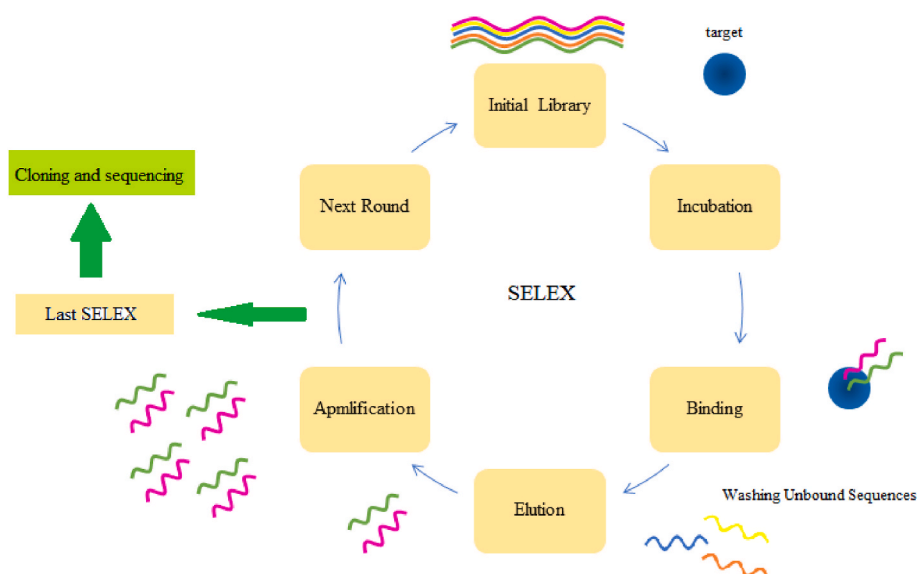 target
Initial Library
Cloning and sequencing
Next Round
Incubation
SELEX
Last SELEX
Apmlification
Binding
Washing Unbound Sequences
Elution